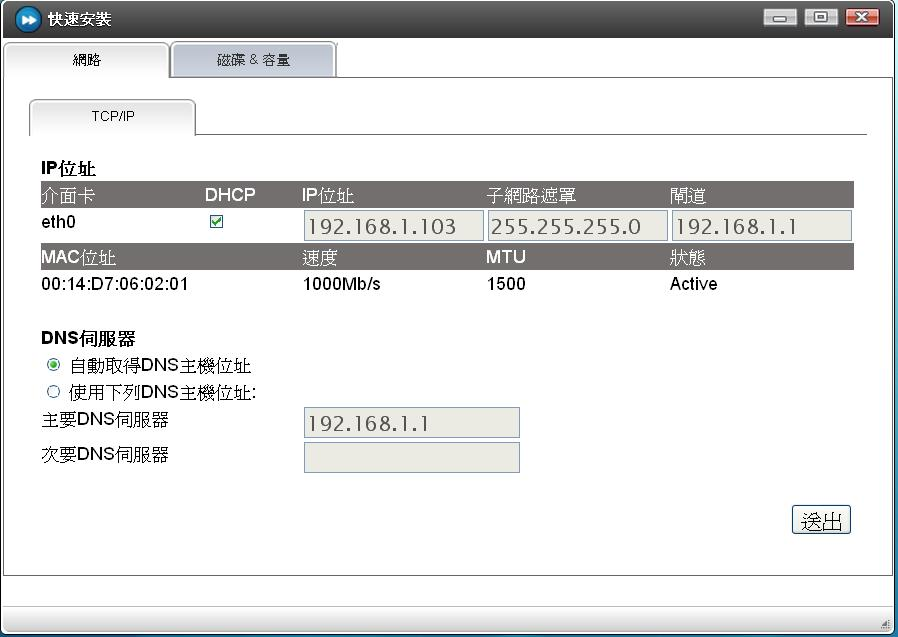 快速安裝
網路 磁碟 & 容量
TCP/IP
IP位址
介面卡 DHCP IP位址 子網路遮罩 閘道
eth0 192.168.1.103 255.255.255.0 192.168.1.1
MAC位址 速度 MTU 狀態
00:14:D7:06:02:01 1000Mb/s 1500 Active
DNS伺服器
自動取得DNS主機位址
使用下列DNS主機位址:
主要DNS伺服器 192.168.1.1
次要DNS伺服器
送出